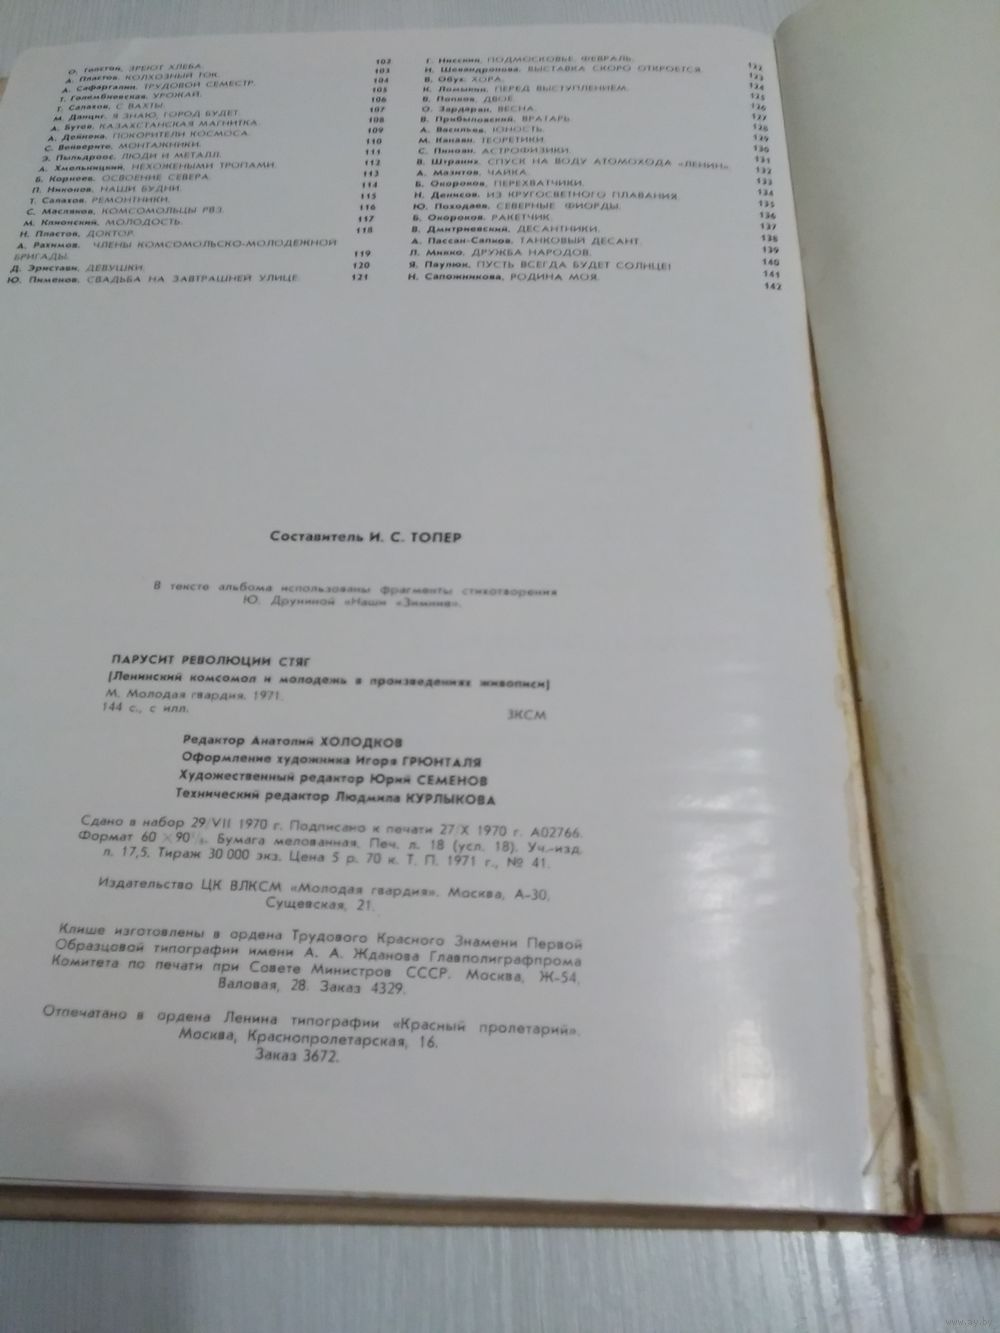 О. Толстой. ЗРЕЮТ ХЛЕБА. 102
А. Пластов. КОЛХОЗНЫЙ ТОК. 103
А. Сафаргалин. ТРУДОВОЙ СЕМЕСТР. 104
Т. Голембиевская. УРОЖАЙ. 105
Т. Салахов. С ВАХТЫ. 106
М. Данциг. Я ЗНАЮ, ГОРОД БУДЕТ. 107
А. Бутов. КАЗАХСТАНСКАЯ МАГНИТКА. 108
А. Дейнека. ПОКОРИТЕЛИ КОСМОСА. 109
С. Вейверите. МОНТАЖНИКИ. 110
Э. Пыльдроос. ЛЮДИ И МЕТАЛЛ. 111
А. Хмельницкий. НЕХОЖЕНЫМИ ТРОПАМИ. 112
Б. Корнеев. ОСВОЕНИЕ СЕВЕРА. 113
П. Никонов. НАШИ БУДНИ. 114
Т. Салахов. РЕМОНТНИКИ. 115
С. Маслянов. КОМСОМОЛЬЦЫ РВЗ. 116
М. Клионский. МОЛОДОСТЬ. 117
Н. Пластов. ДОКТОР. 118
А. Рахимов. ЧЛЕНЫ КОМСОМОЛЬСКО-МОЛОДЕЖНОЙ
БРИГАДЫ. 119
Д. Эристави. ДЕВУШКИ. 120
Ю. Пименов. СВАДЬБА НА ЗАВТРАШНЕЙ УЛИЦЕ. 121
Г. Нисский. ПОДМОСКОВЬЕ. ФЕВРАЛЬ. 122
Н. Шевандронова. ВЫСТАВКА СКОРО ОТКРОЕТСЯ. 123
В. Обух. ХОРА. 124
К. Ломыкин. ПЕРЕД ВЫСТУПЛЕНИЕМ. 125
В. Попков. ДВОЕ. 126
О. Зардарян. ВЕСНА. 127
В. Прибыловский. ВРАТАРЬ. 128
А. Васильев. ЮНОСТЬ. 129
М. Канаян. ТЕОРЕТИКИ. 130
С. АСТРОФИЗИКИ. 131
В. Штраних. СПУСК НА ВОДУ АТОМОХОДА «ЛЕНИН». 132
А. Мазитов. ЧАЙКА. 133
Б. Окороков. ПЕРЕХВАТЧИКИ. 134
Н. Денисов. ИЗ КРУГОСВЕТНОГО ПЛАВАНИЯ. 135
Ю. Походаев. СЕВЕРНЫЕ ФИОРДЫ. 136
Б. Окороков. РАКЕТЧИК. 137
В. Дмитриевский. ДЕСАНТНИКИ. 138
А. ТАНКОВЫЙ ДЕСАНТ. 139
Л. ДРУЖБА НАРОДОВ. 140
Я. Паулюк. ПУСТЬ ВСЕГДА БУДЕТ СОЛНЦЕ! 141
Н. Сапожникова. РОДИНА МОЯ. 142
Составитель И. С. ТОПЕР
В тексте альбома использованы фрагменты стихотворения
Ю. Друниной «Наши «Зимние».
ПАРУСИТ РЕВОЛЮЦИИ СТЯГ
(Ленинский комсомол и молодежь в произведениях живописи)
М. Молодая гвардия. 1971.
144 с., с илл.
3КСМ
Редактор Анатолий ХОЛОДКОВ
Оформление художника Игоря ГРЮНТАЛЯ
Художественный редактор Юрий СЕМЕНОВ
Технический редактор Людмила КУРЛЫКОВА
Сдано в набор 29/VII 1970 г. Подписано к печати 27/X 1970 г. А02766.
Формат 60×90⅛. Бумага мелованная. Печ. л. 18 (усл. 18). Уч.-изд.
л. 17,5. Тираж 30 000 экз. Цена 5 р. 70 к. Т. П. 1971 г., № 41.
Издательство ЦК ВЛКСМ «Молодая гвардия». Москва, А-30,
Сущевская, 21.
Клише изготовлены в ордена Трудового Красного Знамени Первой
Образцовой типографии имени А. А. Жданова Главполиграфпрома
Комитета по печати при Совете Министров СССР. Москва, Ж-54,
Валовая, 28. Заказ 4329.
Отпечатано в ордена Ленина типографии «Красный пролетарий».
Москва, Краснопролетарская, 16.
Заказ 3672.
www.ay.by